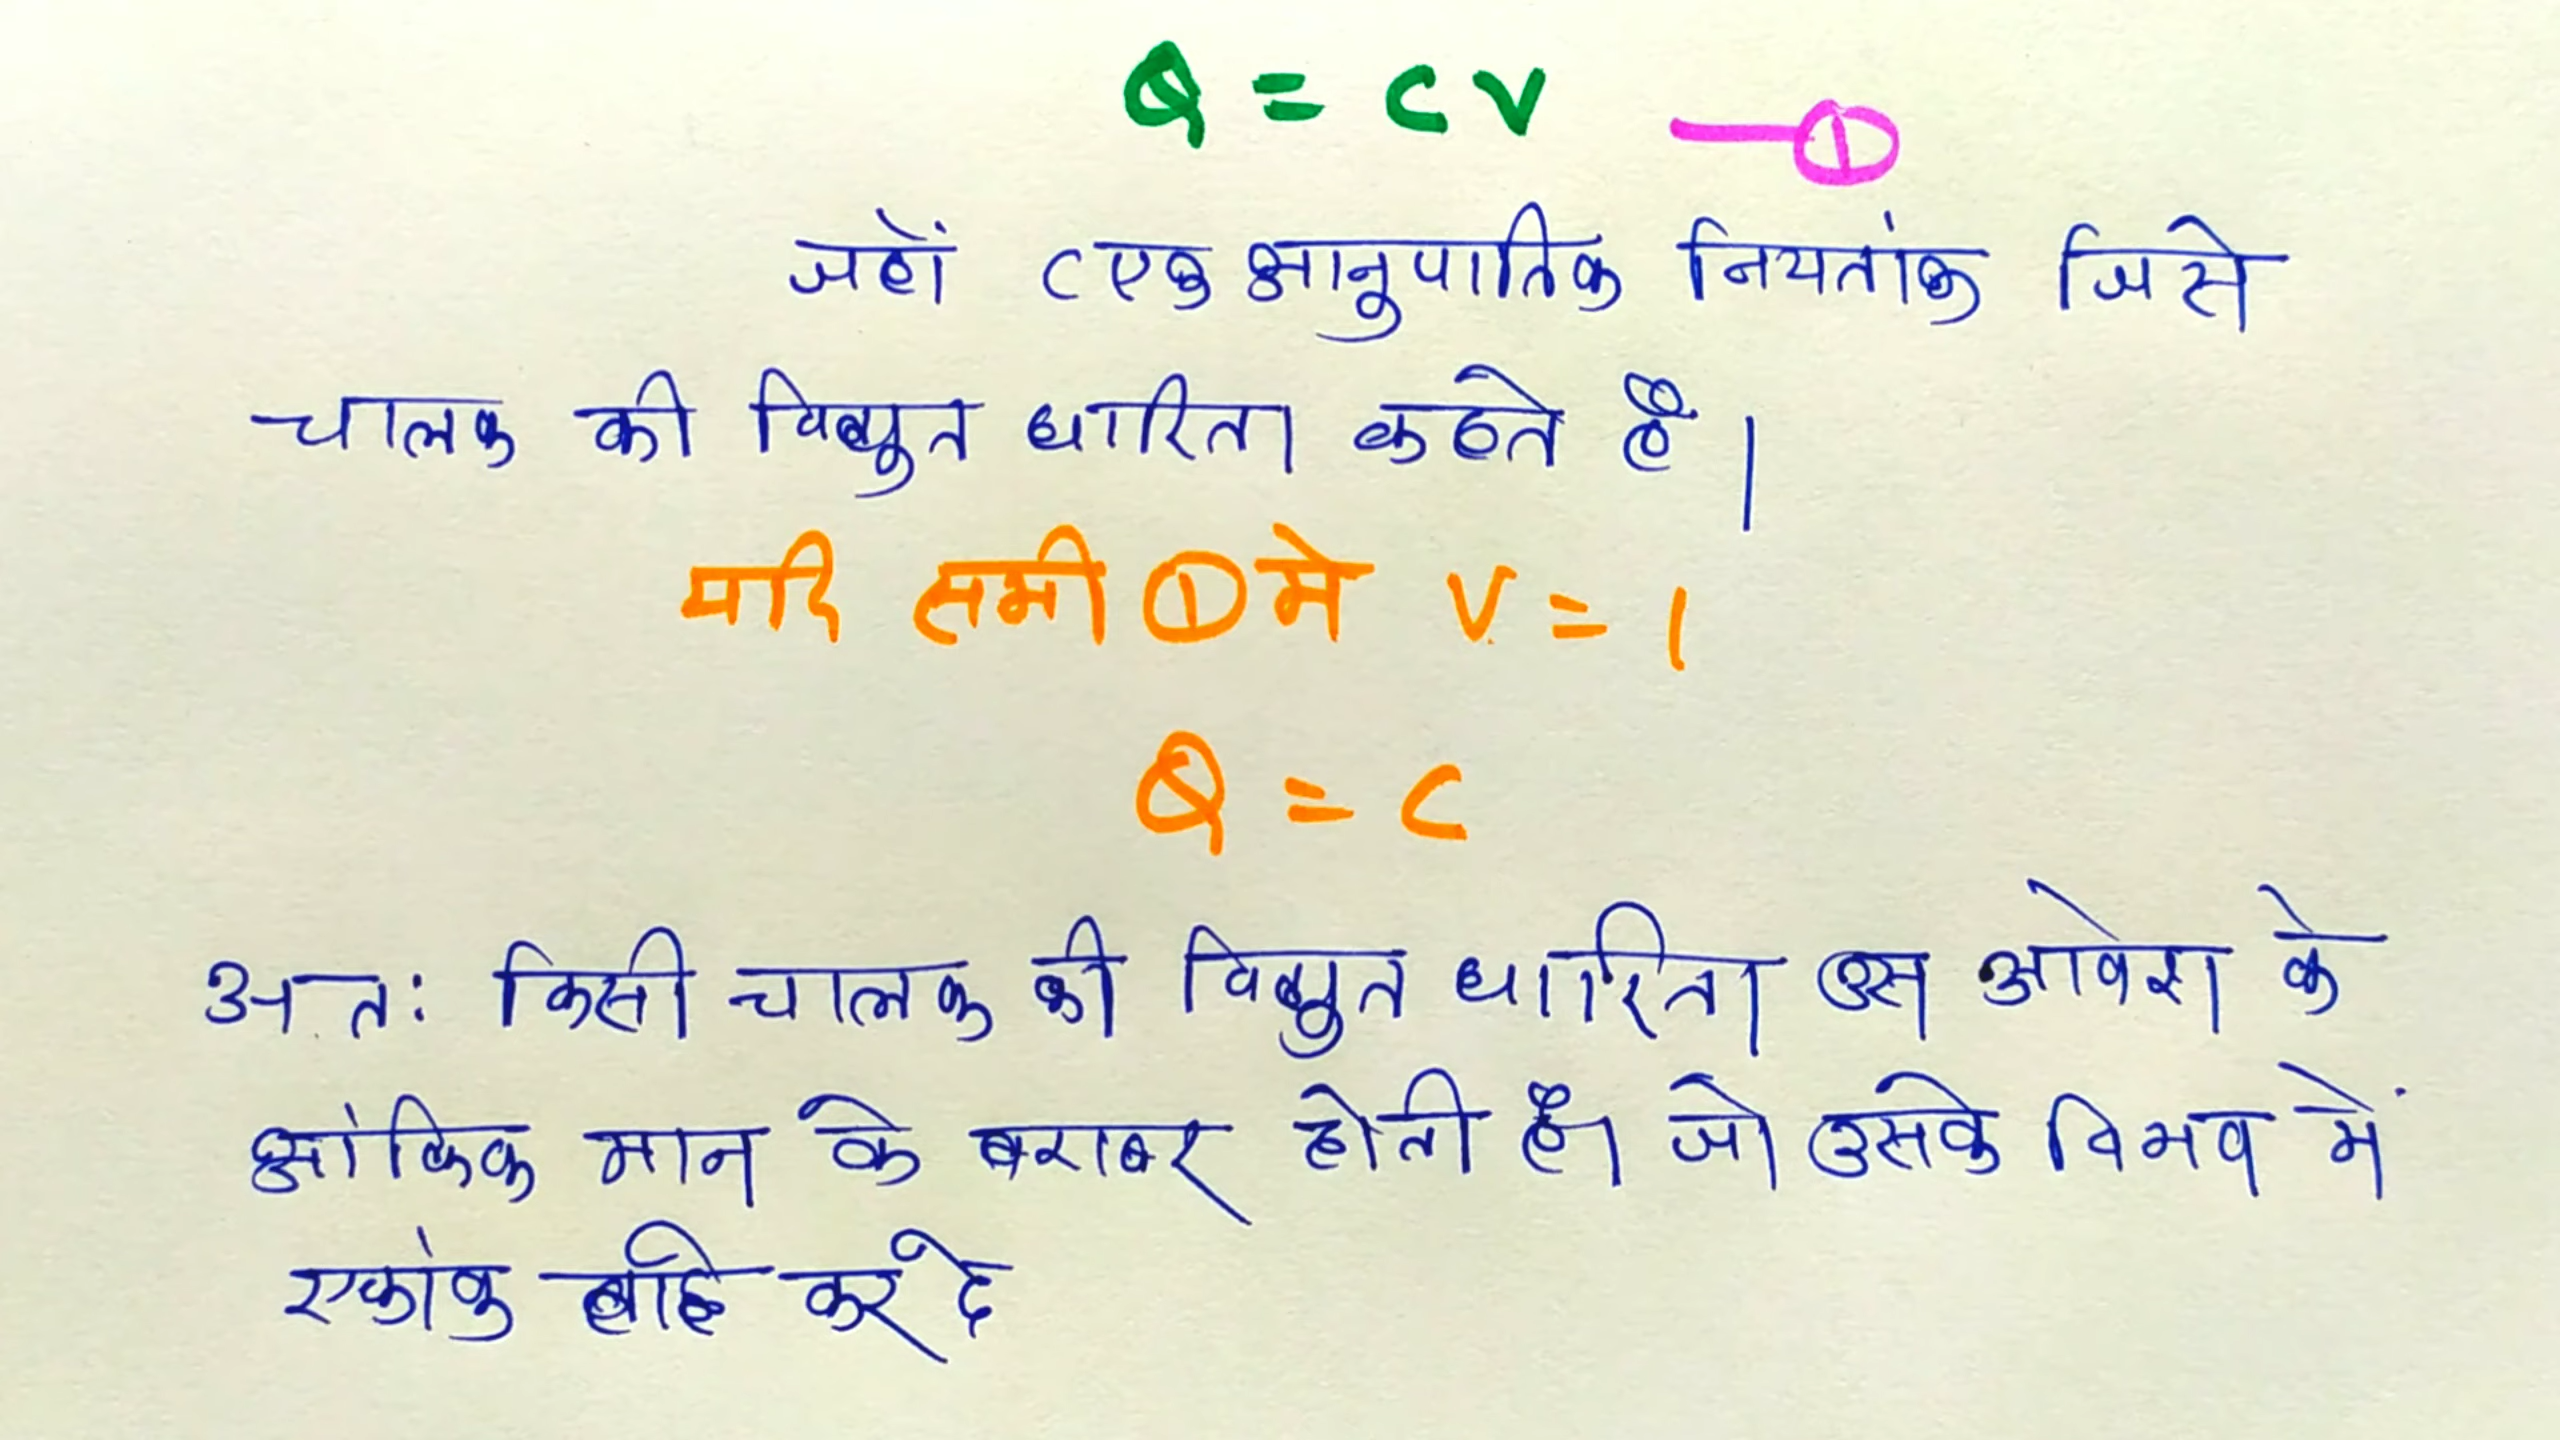 Q = CV —①
जहाँ C एक आनुपातिक नियतांक जिसे
चालक की विद्युत धारिता कहते हैं।
यदि समी ① मे V = 1
Q = C
अतः किसी चालक की विद्युत धारिता उस आवेश के
आंकिक मान के बराबर होती है। जो उसके विभव में
एकांक वृद्धि कर दे